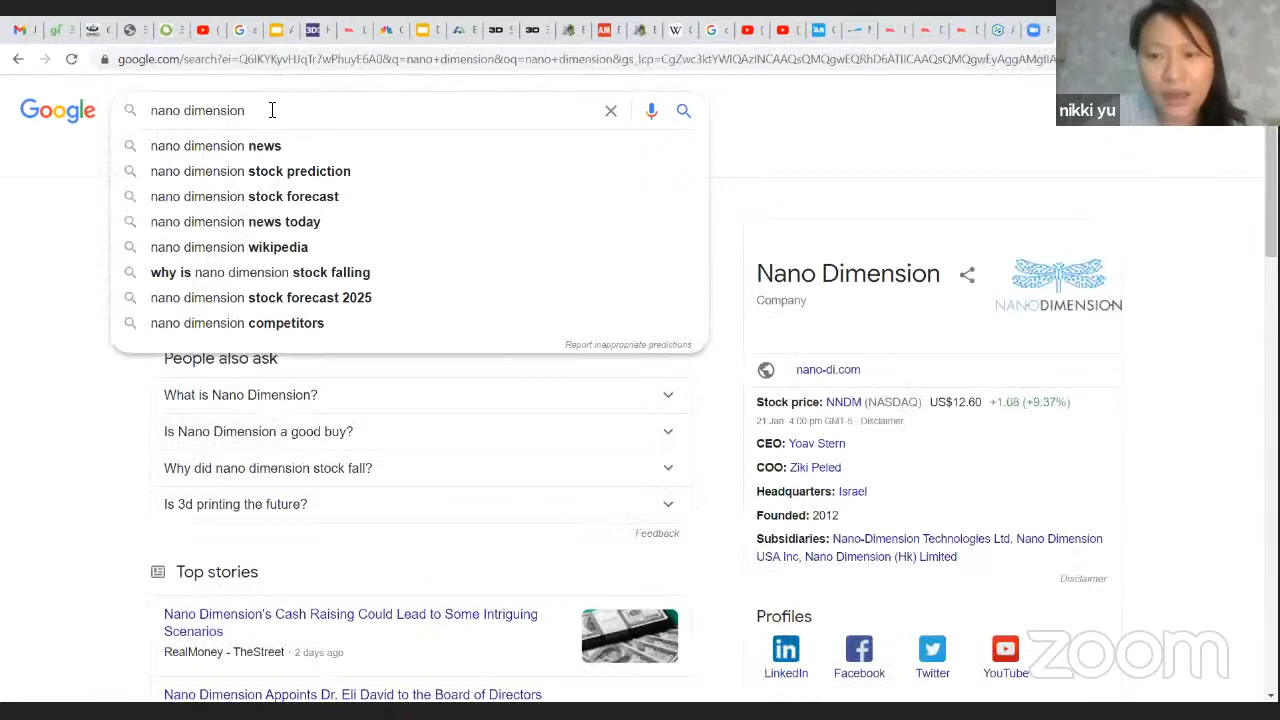 google.com/search?ei=Q6lKYKyvHJqTr7wPhuyF6A0&q=nano+dimension&oq=nano+dimension&gs_lcp=
nikki yu
Google
nano dimension
nano dimension news
nano dimension stock prediction
nano dimension stock forecast
nano dimension news today
nano dimension wikipedia
why is nano dimension stock falling
nano dimension stock forecast 2025
nano dimension competitors
Report inappropriate predictions
People also ask
What is Nano Dimension?
Is Nano Dimension a good buy?
Why did nano dimension stock fall?
Is 3d printing the future?
Feedback
Top stories
Nano Dimension's Cash Raising Could Lead to Some Intriguing
Scenarios
RealMoney - TheStreet · 2 days ago
Nano Dimension Appoints Dr. Eli David to the Board of Directors
Nano Dimension
Company
NANODIMENSION
nano-di.com
Stock price: NNDM (NASDAQ) US$12.60 +1.08 (+9.37%)
21 Jan, 4:00 pm GMT-5 - Disclaimer
CEO: Yoav Stern
COO: Ziki Peled
Headquarters: Israel
Founded: 2012
Subsidiaries: Nano-Dimension Technologies Ltd, Nano Dimension
USA Inc, Nano Dimension (Hk) Limited
Disclaimer
Profiles
LinkedIn
Facebook
Twitter
YouTube
zoom